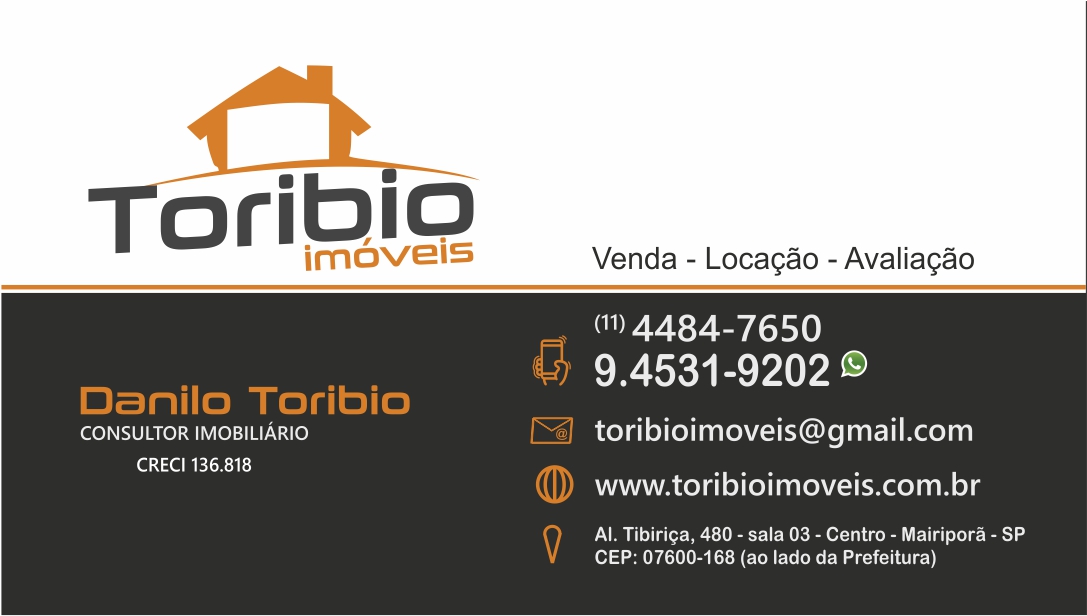 Toribio
imóveis
Venda - Locação - Avaliação
(11) 4484-7650
9.4531-9202
Danilo Toribio
CONSULTOR IMOBILIÁRIO
CRECI 136.818
toribioimoveis@gmail.com
www.toribioimoveis.com.br
Al. Tibiriça, 480 - sala 03 - Centro - Mairiporã - SP
CEP: 07600-168 (ao lado da Prefeitura)